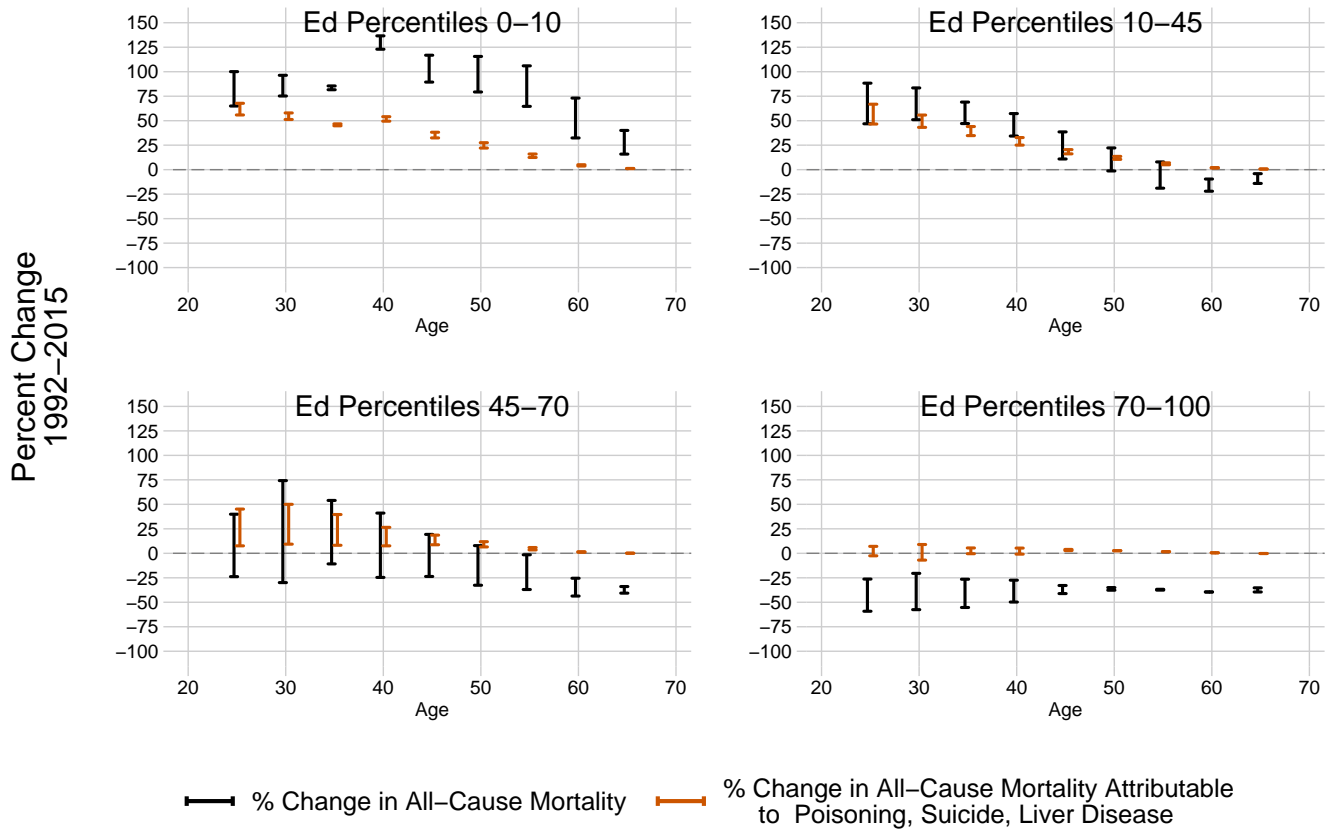 Percent Change
1992−2015
Ed Percentiles 0−10
150
125
100
75
50
25
0
−25
−50
−75
−100
20 30 40 50 60 70
Age
Ed Percentiles 10−45
150
125
100
75
50
25
0
−25
−50
−75
−100
20 30 40 50 60 70
Age
Ed Percentiles 45−70
150
125
100
75
50
25
0
−25
−50
−75
−100
20 30 40 50 60 70
Age
Ed Percentiles 70−100
150
125
100
75
50
25
0
−25
−50
−75
−100
20 30 40 50 60 70
Age
% Change in All−Cause Mortality
% Change in All−Cause Mortality Attributable
to Poisoning, Suicide, Liver Disease